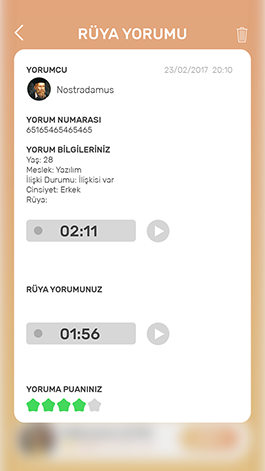 RÜYA YORUMU
YORUMCU
23/02/2017 20:10
Nostradamus
YORUM NUMARASI
65165465465465
YORUM BİLGİLERİNİZ
Yaş: 28
Meslek: Yazılım
İlişki Durumu: İlişkisi var
Cinsiyet: Erkek
Rüya:
02:11
RÜYA YORUMUNUZ
01:56
YORUMA PUANINIZ